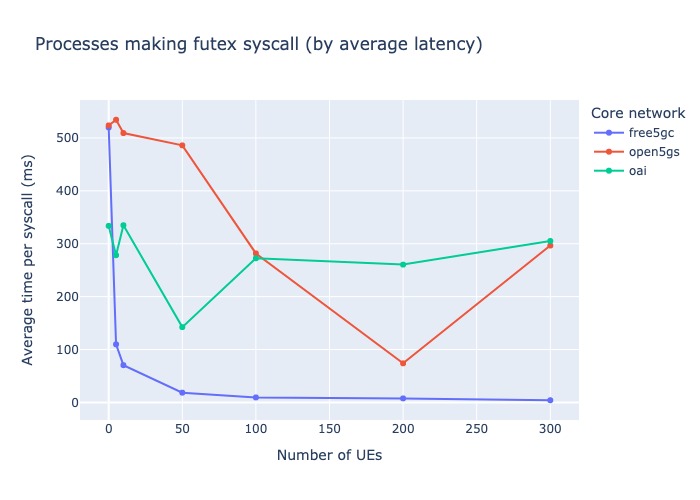 Processes making futex syscall (by average latency)
Core network
free5gc
open5gs
oai
Average time per syscall (ms)
500
400
300
200
100
0
0 50 100 150 200 250 300
Number of UEs